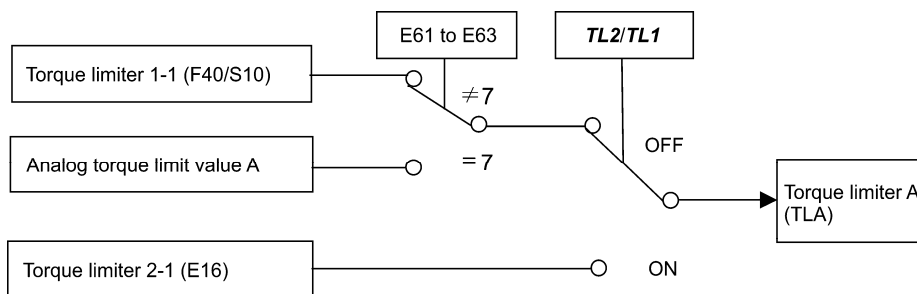 E61 to E63
TL2/TL1
Torque limiter 1-1 (F40/S10)
≠7
OFF
Analog torque limit value A
=7
Torque limiter A
(TLA)
Torque limiter 2-1 (E16)
ON